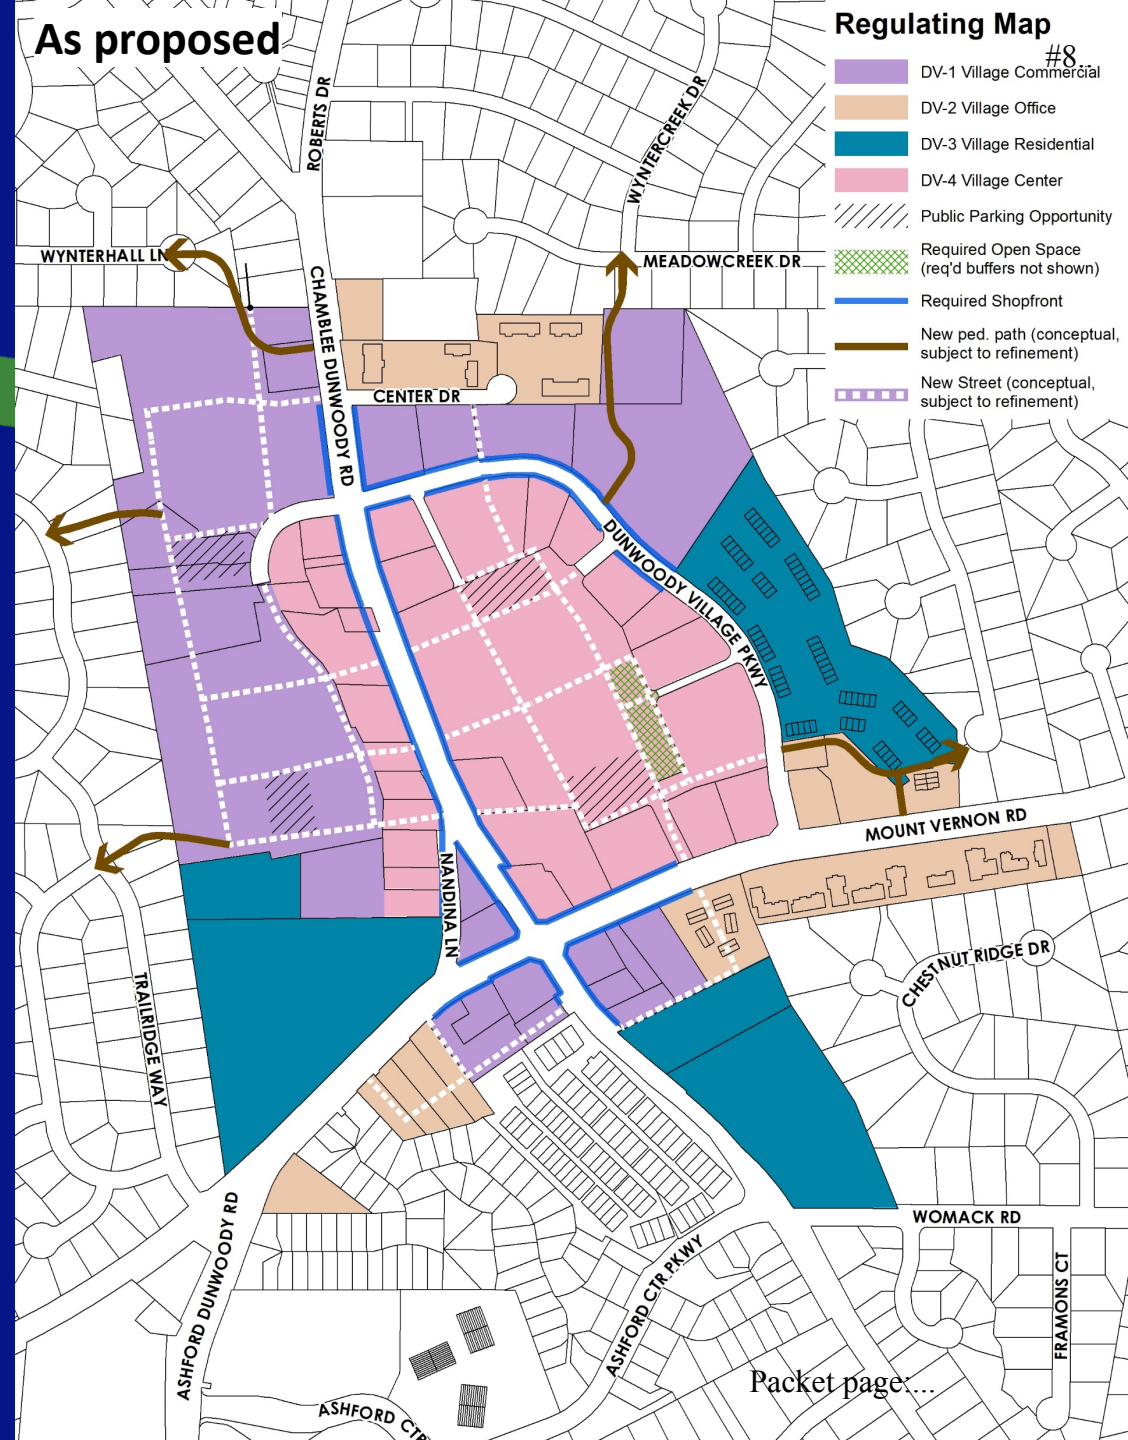 As proposed
Regulating Map
#8...
DV-1 Village Commercial
DV-2 Village Office
DV-3 Village Residential
DV-4 Village Center
Public Parking Opportunity
Required Open Space
(req'd buffers not shown)
Required Shopfront
New ped. path (conceptual,
subject to refinement)
New Street (conceptual,
subject to refinement)
ROBERTS DR
WYNTERCREEK DR
WYNTERHALL LN
MEADOWCREEK DR
CHAMBLEE DUNWOODY RD
CENTER DR
DUNWOODY VILLAGE PKWY
MOUNT VERNON RD
NANDINA LN
CHESTNUT RIDGE DR
TRAILRIDGE WAY
WOMACK RD
ASHFORD DUNWOODY RD
ASHFORD CTR PKWY
FRAMONS CT
Packet page:...
ASHFORD CTR